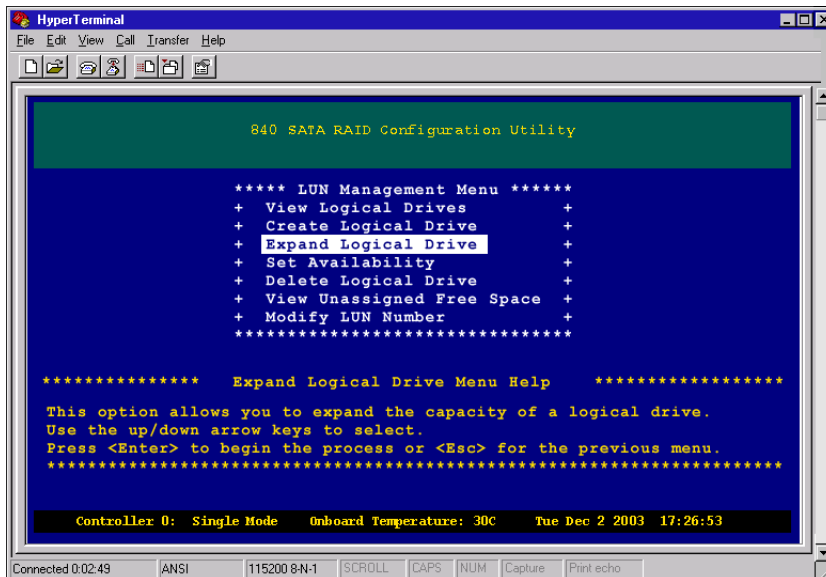 HyperTerminal
File Edit View Call Transfer Help
840 SATA RAID Configuration Utility
***** LUN Management Menu ******
+ View Logical Drives +
+ Create Logical Drive +
+ Expand Logical Drive +
+ Set Availability +
+ Delete Logical Drive +
+ View Unassigned Free Space +
+ Modify LUN Number +
********************************
*************** Expand Logical Drive Menu Help ******************
This option allows you to expand the capacity of a logical drive.
Use the up/down arrow keys to select.
Press <Enter> to begin the process or <Esc> for the previous menu.
**********************************************************************
Controller 0: Single Mode Onboard Temperature: 30C Tue Dec 2 2003 17:26:53
Connected 0:02:49 ANSI 115200 8-N-1 SCROLL CAPS NUM Capture Print echo